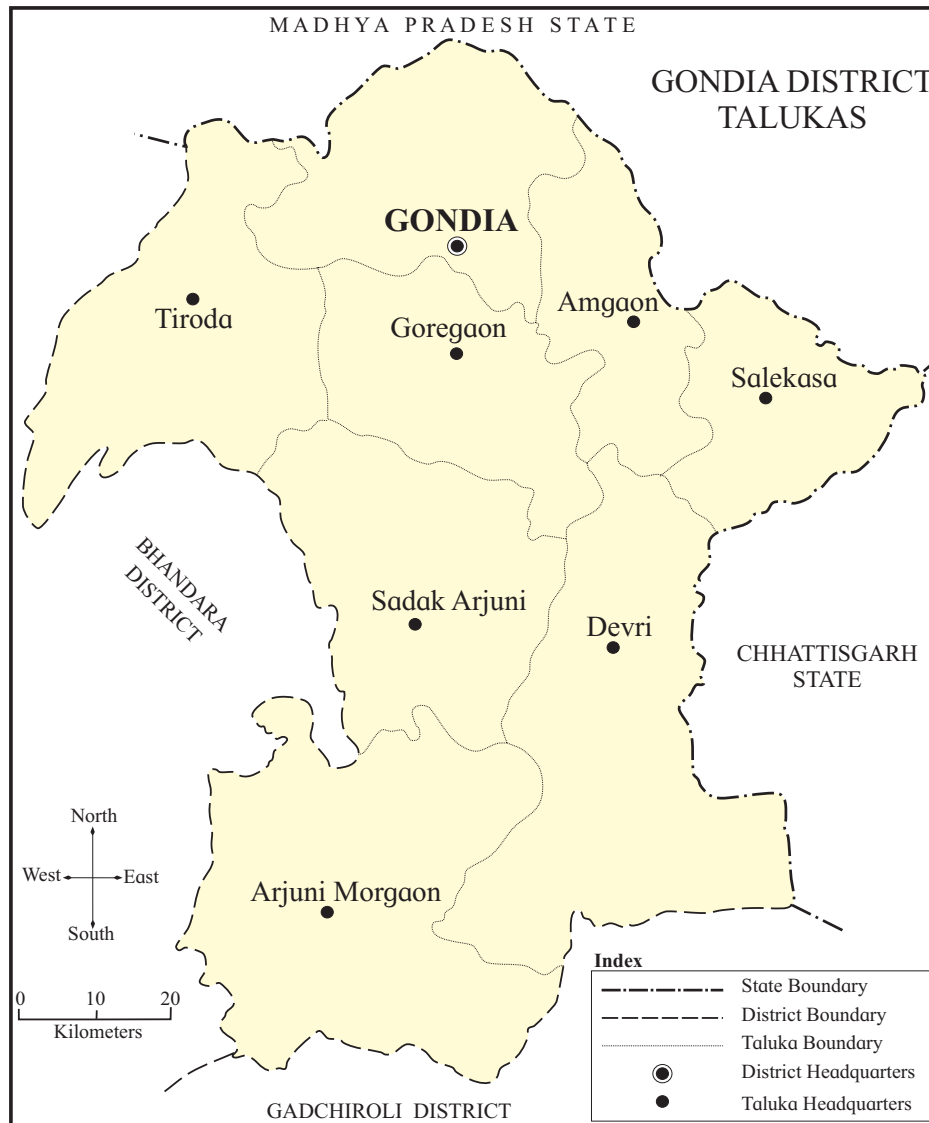 MADHYA PRADESH STATE
GONDIA DISTRICT
TALUKAS
GONDIA
Tiroda
Goregaon
Amgaon
Salekasa
BHANDARA
DISTRICT
Sadak Arjuni
Devri
CHHATTISGARH
STATE
North
West
East
South
Arjuni Morgaon
0 10 20
Kilometers
Index
State Boundary
District Boundary
Taluka Boundary
District Headquarters
Taluka Headquarters
GADCHIROLI DISTRICT